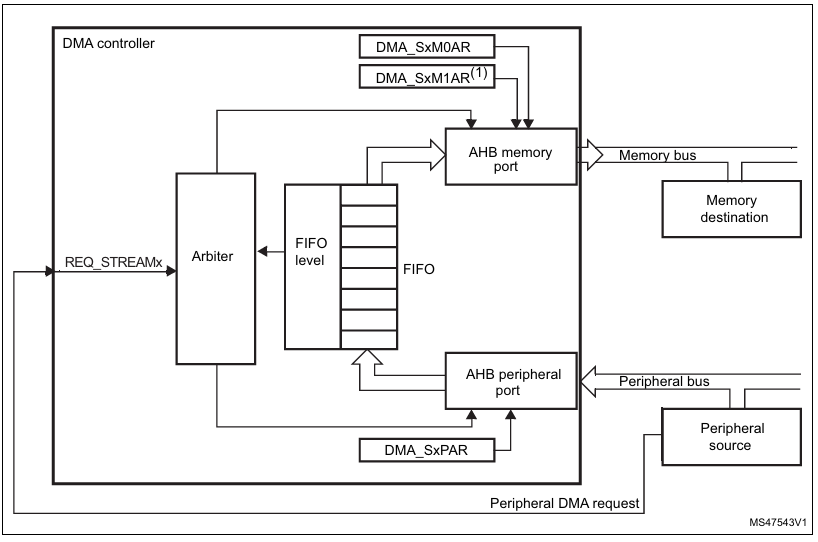 DMA controller
DMA_SxM0AR
DMA_SxM1AR(1)
AHB memory
port
Memory bus
Memory
destination
REQ_STREAMx
Arbiter
FIFO
level
FIFO
AHB peripheral
port
Peripheral bus
Peripheral
source
DMA_SxPAR
Peripheral DMA request
MS47543V1